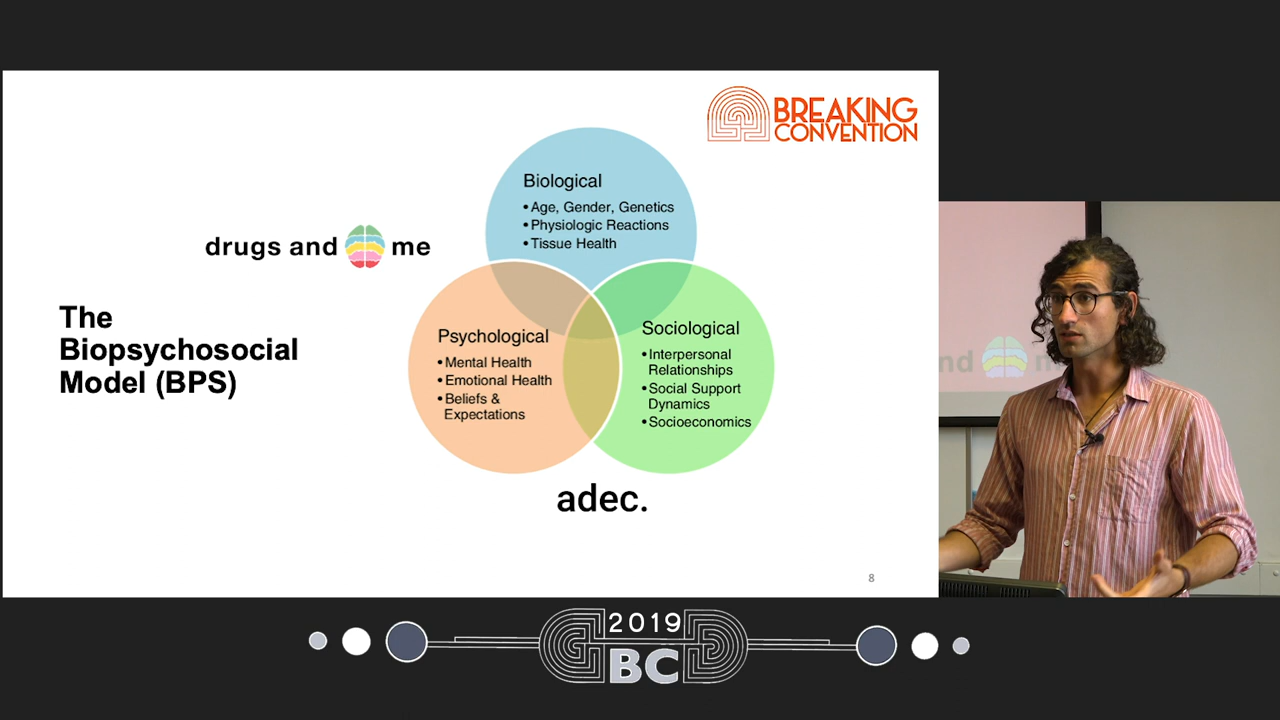 BREAKING
CONVENTION
drugs and me
The
Biopsychosocial
Model (BPS)
Biological
• Age, Gender, Genetics
• Physiologic Reactions
• Tissue Health
Psychological
• Mental Health
• Emotional Health
• Beliefs &
Expectations
Sociological
• Interpersonal
Relationships
• Social Support
Dynamics
• Socioeconomics
adec.
8
nd m
2019
BC